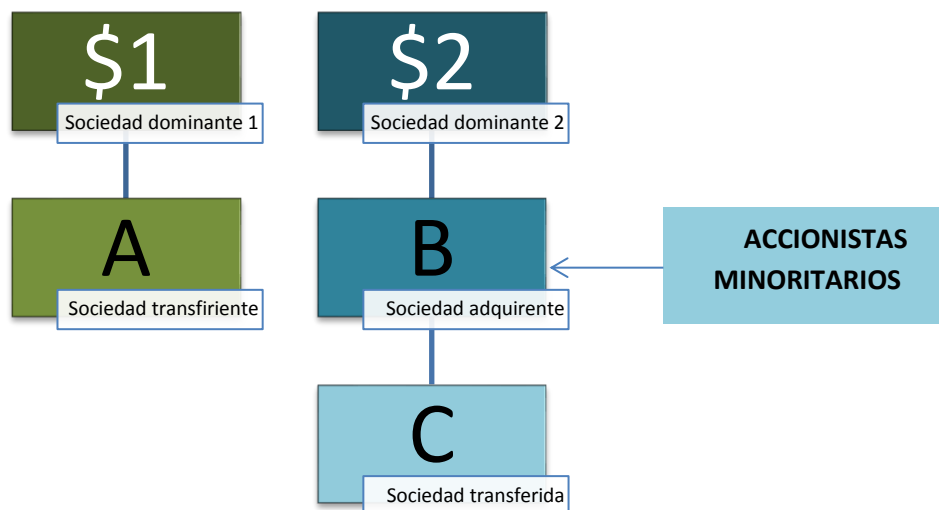 $1
Sociedad dominante 1
$2
Sociedad dominante 2
A
Sociedad transfiriente
B
Sociedad adquirente
ACCIONISTAS
MINORITARIOS
C
Sociedad transferida